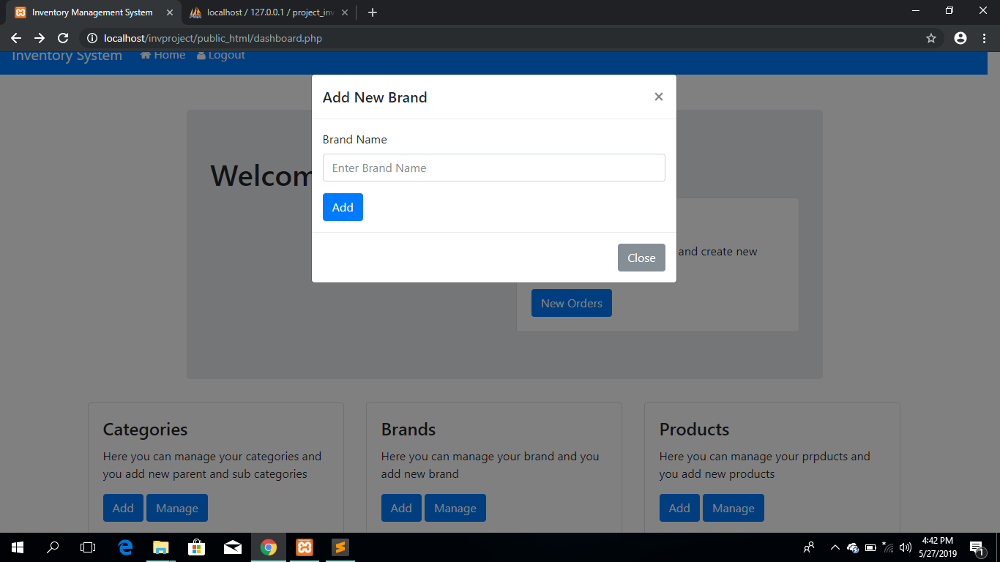 Inventory Management System
localhost / 127.0.0.1 / project_inv
localhost/invproject/public_html/dashboard.php
Inventory System Home Logout
Add New Brand
Brand Name
Enter Brand Name
Add
Close
Welcom
and create new
New Orders
Categories
Here you can manage your categories and
you add new parent and sub categories
Add Manage
Brands
Here you can manage your brand and you
add new brand
Add Manage
Products
Here you can manage your prpducts and
you add new products
Add Manage
4:42 PM
5/27/2019
1